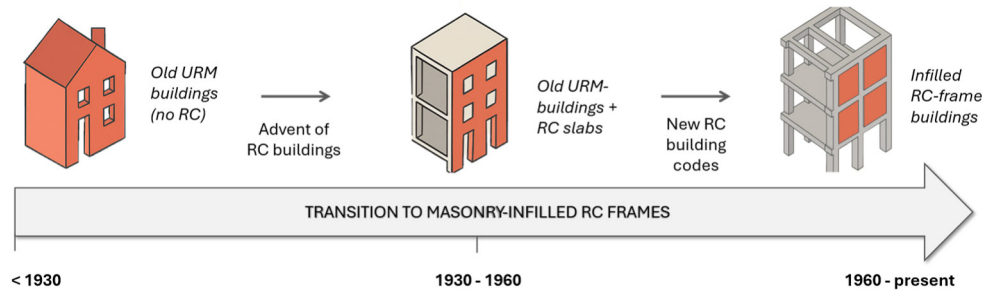 Old URM
buildings
(no RC)
Advent of
RC buildings
Old URM-
buildings +
RC slabs
New RC
building
codes
Infilled
RC-frame
buildings
TRANSITION TO MASONRY-INFILLED RC FRAMES
< 1930
1930 - 1960
1960 - present